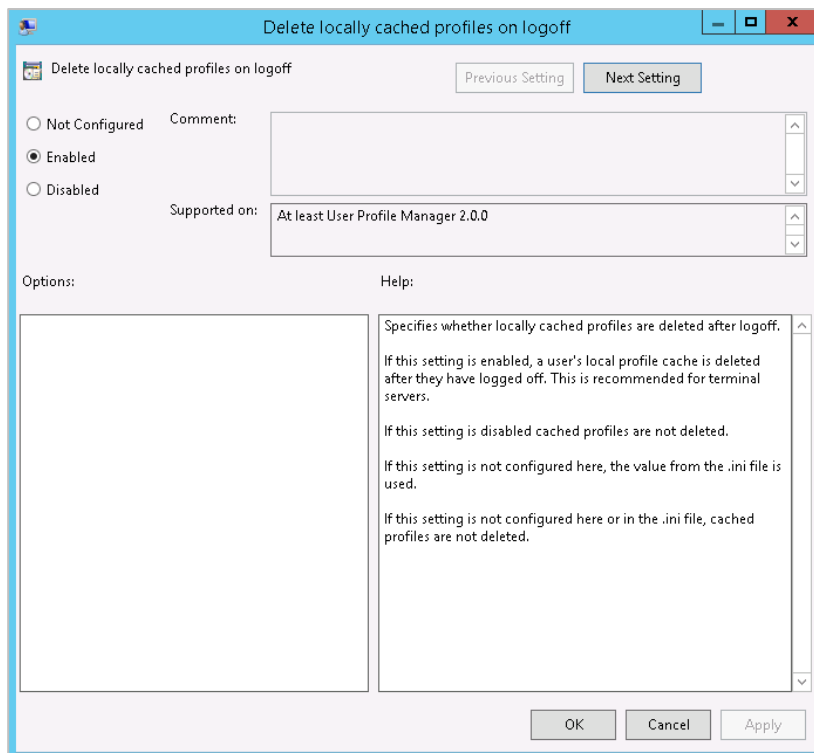 Delete locally cached profiles on logoff
Delete locally cached profiles on logoff
Previous Setting
Next Setting
Not Configured
Comment:
Enabled
Disabled
Supported on:
At least User Profile Manager 2.0.0
Options:
Help:
Specifies whether locally cached profiles are deleted after logoff.
If this setting is enabled, a user's local profile cache is deleted
after they have logged off. This is recommended for terminal
servers.
If this setting is disabled cached profiles are not deleted.
If this setting is not configured here, the value from the .ini file is
used.
If this setting is not configured here or in the .ini file, cached
profiles are not deleted.
OK
Cancel
Apply